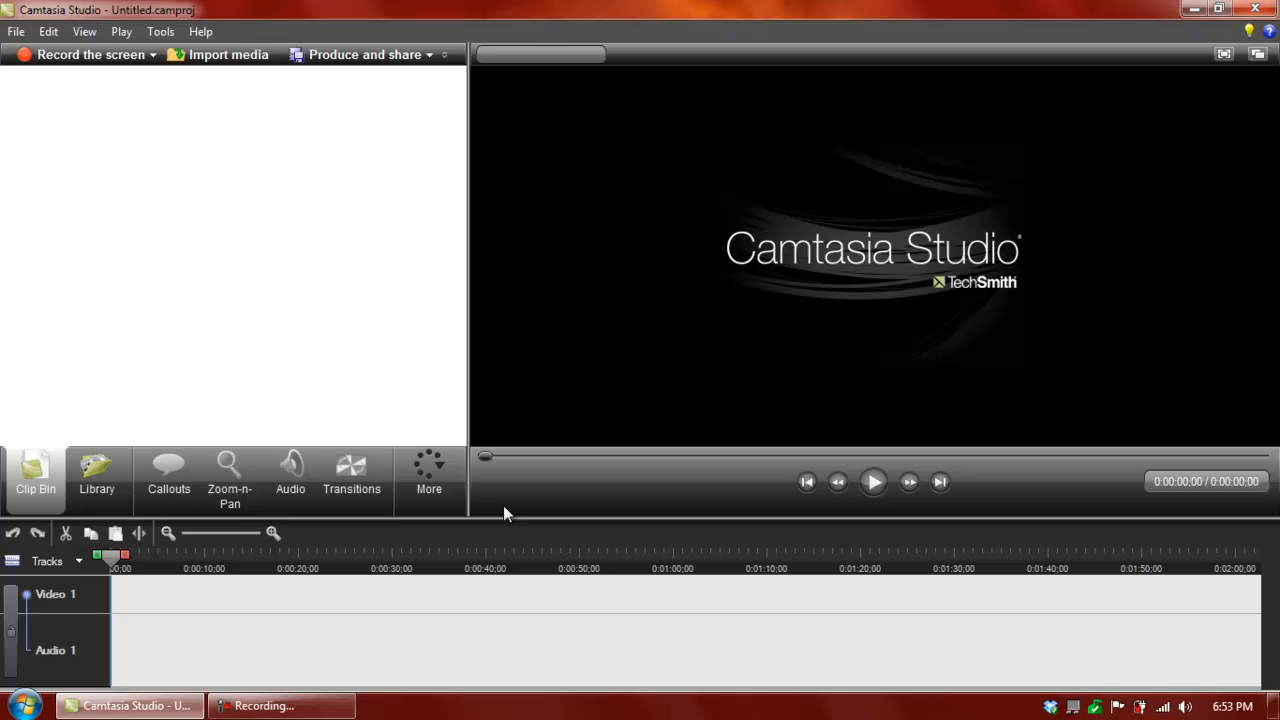 Camtasia Studio - Untitled.camproj
File Edit View Play Tools Help
Record the screen Import media Produce and share
Camtasia Studio
TechSmith
Clip Bin Library Callouts Zoom-n-Pan Audio Transitions More
0:00:00;00 / 0:00:00;00
Tracks
00;00 0:00:10;00 0:00:20;00 0:00:30;00 0:00:40;00 0:00:50;00 0:01:00;00 0:01:10;00 0:01:20;00 0:01:30;00 0:01:40;00 0:01:50;00 0:02:00;00
Video 1
Audio 1
Camtasia Studio - U... Recording... 6:53 PM